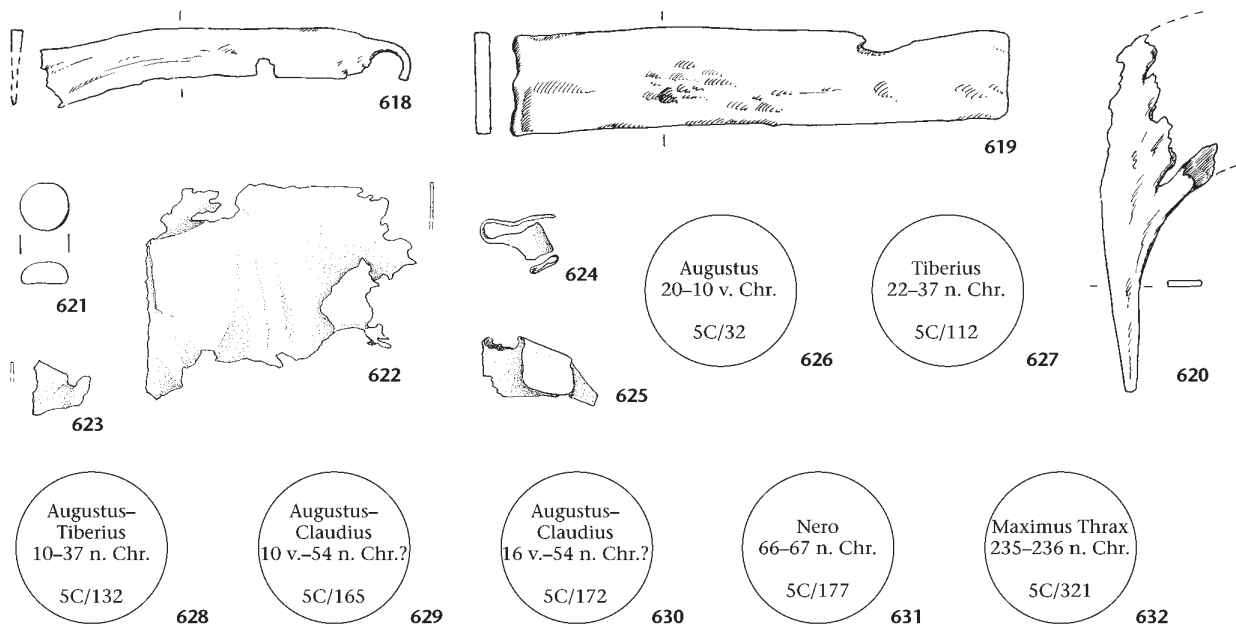 618
619
621
622
623
624
625
Augustus
20–10 v. Chr.
5C/32
626
Tiberius
22–37 n. Chr.
5C/112
627
620
Augustus–
Tiberius
10–37 n. Chr.
5C/132
628
Augustus–
Claudius
10 v.–54 n. Chr.?
5C/165
629
Augustus–
Claudius
16 v.–54 n. Chr.?
5C/172
630
Nero
66–67 n. Chr.
5C/177
631
Maximus Thrax
235–236 n. Chr.
5C/321
632